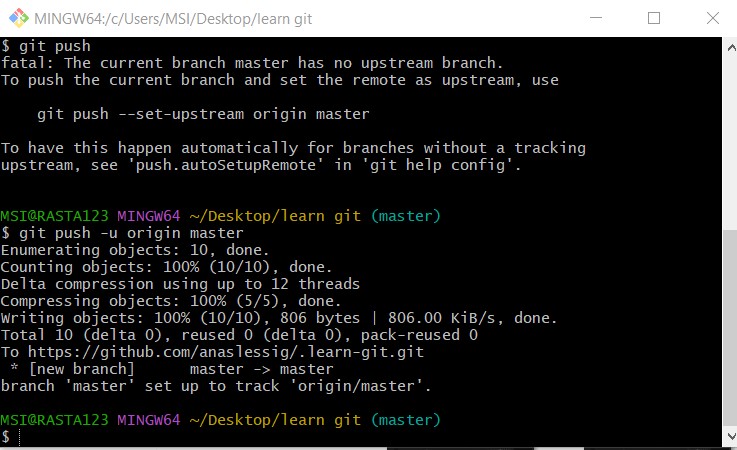 MINGW64:/c/Users/MSI/Desktop/learn git
$ git push
fatal: The current branch master has no upstream branch.
To push the current branch and set the remote as upstream, use
git push --set-upstream origin master
To have this happen automatically for branches without a tracking
upstream, see 'push.autoSetupRemote' in 'git help config'.
MSI@RASTA123 MINGW64 ~/Desktop/learn git (master)
$ git push -u origin master
Enumerating objects: 10, done.
Counting objects: 100% (10/10), done.
Delta compression using up to 12 threads
Compressing objects: 100% (5/5), done.
Writing objects: 100% (10/10), 806 bytes | 806.00 KiB/s, done.
Total 10 (delta 0), reused 0 (delta 0), pack-reused 0
To https://github.com/anaslessig/.learn-git.git
* [new branch]      master -> master
branch 'master' set up to track 'origin/master'.
MSI@RASTA123 MINGW64 ~/Desktop/learn git (master)
$